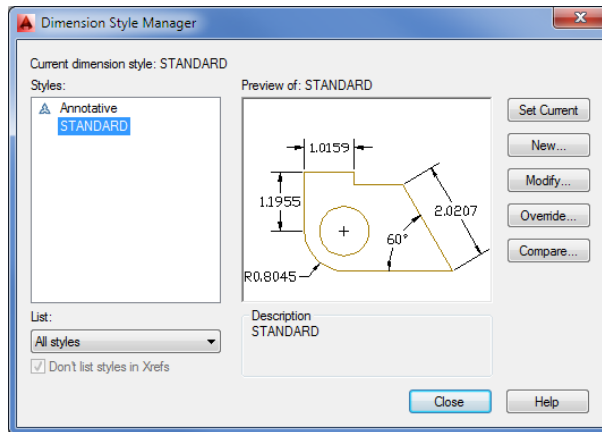 Dimension Style Manager
Current dimension style: STANDARD
Styles:
Annotative
STANDARD
Preview of: STANDARD
1.0159
1.1955
2.0207
60°
R0.8045
Set Current
New...
Modify...
Override...
Compare...
List:
All styles
Don't list styles in Xrefs
Description
STANDARD
Close
Help